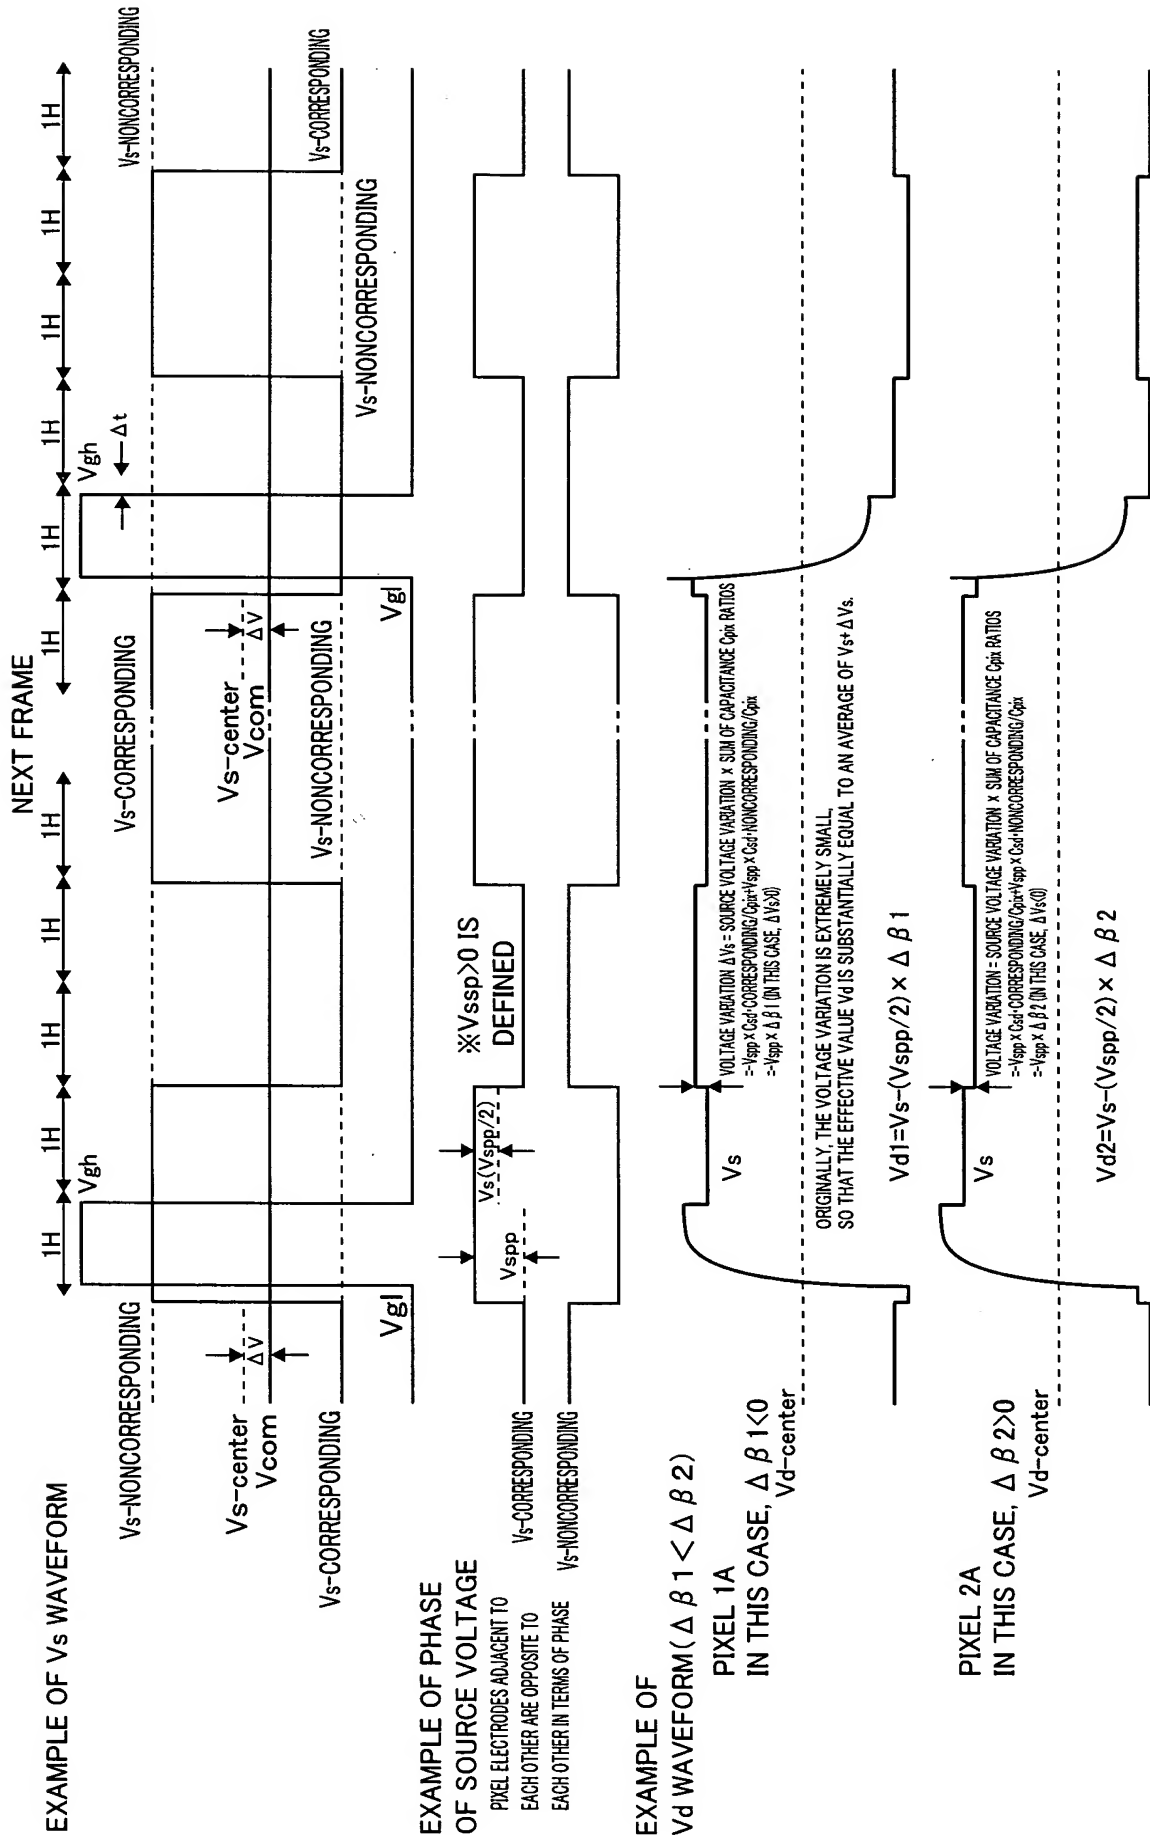 EXAMPLE OF Vs WAVEFORM
NEXT FRAME
1H
1H
1H
1H
1H
1H
1H
1H
1H
1H
1H
Vs-NONCORRESPONDING
Vs-center
Vcom
Vs-CORRESPONDING
ΔV
Vgl
Vgh
Vs-CORRESPONDING
Vs-center
Vcom
Vs-NONCORRESPONDING
ΔV
Vgl
Vgh
Δt
Vs-NONCORRESPONDING
Vs-NONCORRESPONDING
Vs-CORRESPONDING
EXAMPLE OF PHASE
OF SOURCE VOLTAGE
PIXEL ELECTRODES ADJACENT TO
EACH OTHER ARE OPPOSITE TO
EACH OTHER IN TERMS OF PHASE
Vs-CORRESPONDING
Vs-NONCORRESPONDING
Vspp
Vs(Vspp/2)
※Vssp>0 IS
DEFINED
EXAMPLE OF
Vd WAVEFORM(Δβ1<Δβ2)
PIXEL 1A
IN THIS CASE, Δβ1<0
Vd-center
Vs
VOLTAGE VARIATION ΔVs = SOURCE VOLTAGE VARIATION x SUM OF CAPACITANCE Cpix RATIOS
=-Vspp x Csd·CORRESPONDING/Cpix+Vspp x Csd·NONCORRESPONDING/Cpix
=-Vspp x Δβ1 (IN THIS CASE, ΔVs>0)
ORIGINALLY, THE VOLTAGE VARIATION IS EXTREMELY SMALL,
SO THAT THE EFFECTIVE VALUE Vd IS SUBSTANTIALLY EQUAL TO AN AVERAGE OF Vs+ΔVs.
Vd1=Vs-(Vspp/2)×Δβ1
PIXEL 2A
IN THIS CASE, Δβ2>0
Vd-center
Vs
VOLTAGE VARIATION = SOURCE VOLTAGE VARIATION x SUM OF CAPACITANCE Cpix RATIOS
=-Vspp x Csd·CORRESPONDING/Cpix+Vspp x Csd·NONCORRESPONDING/Cpix
=-Vspp x Δβ2 (IN THIS CASE, ΔVs<0)
Vd2=Vs-(Vspp/2)×Δβ2